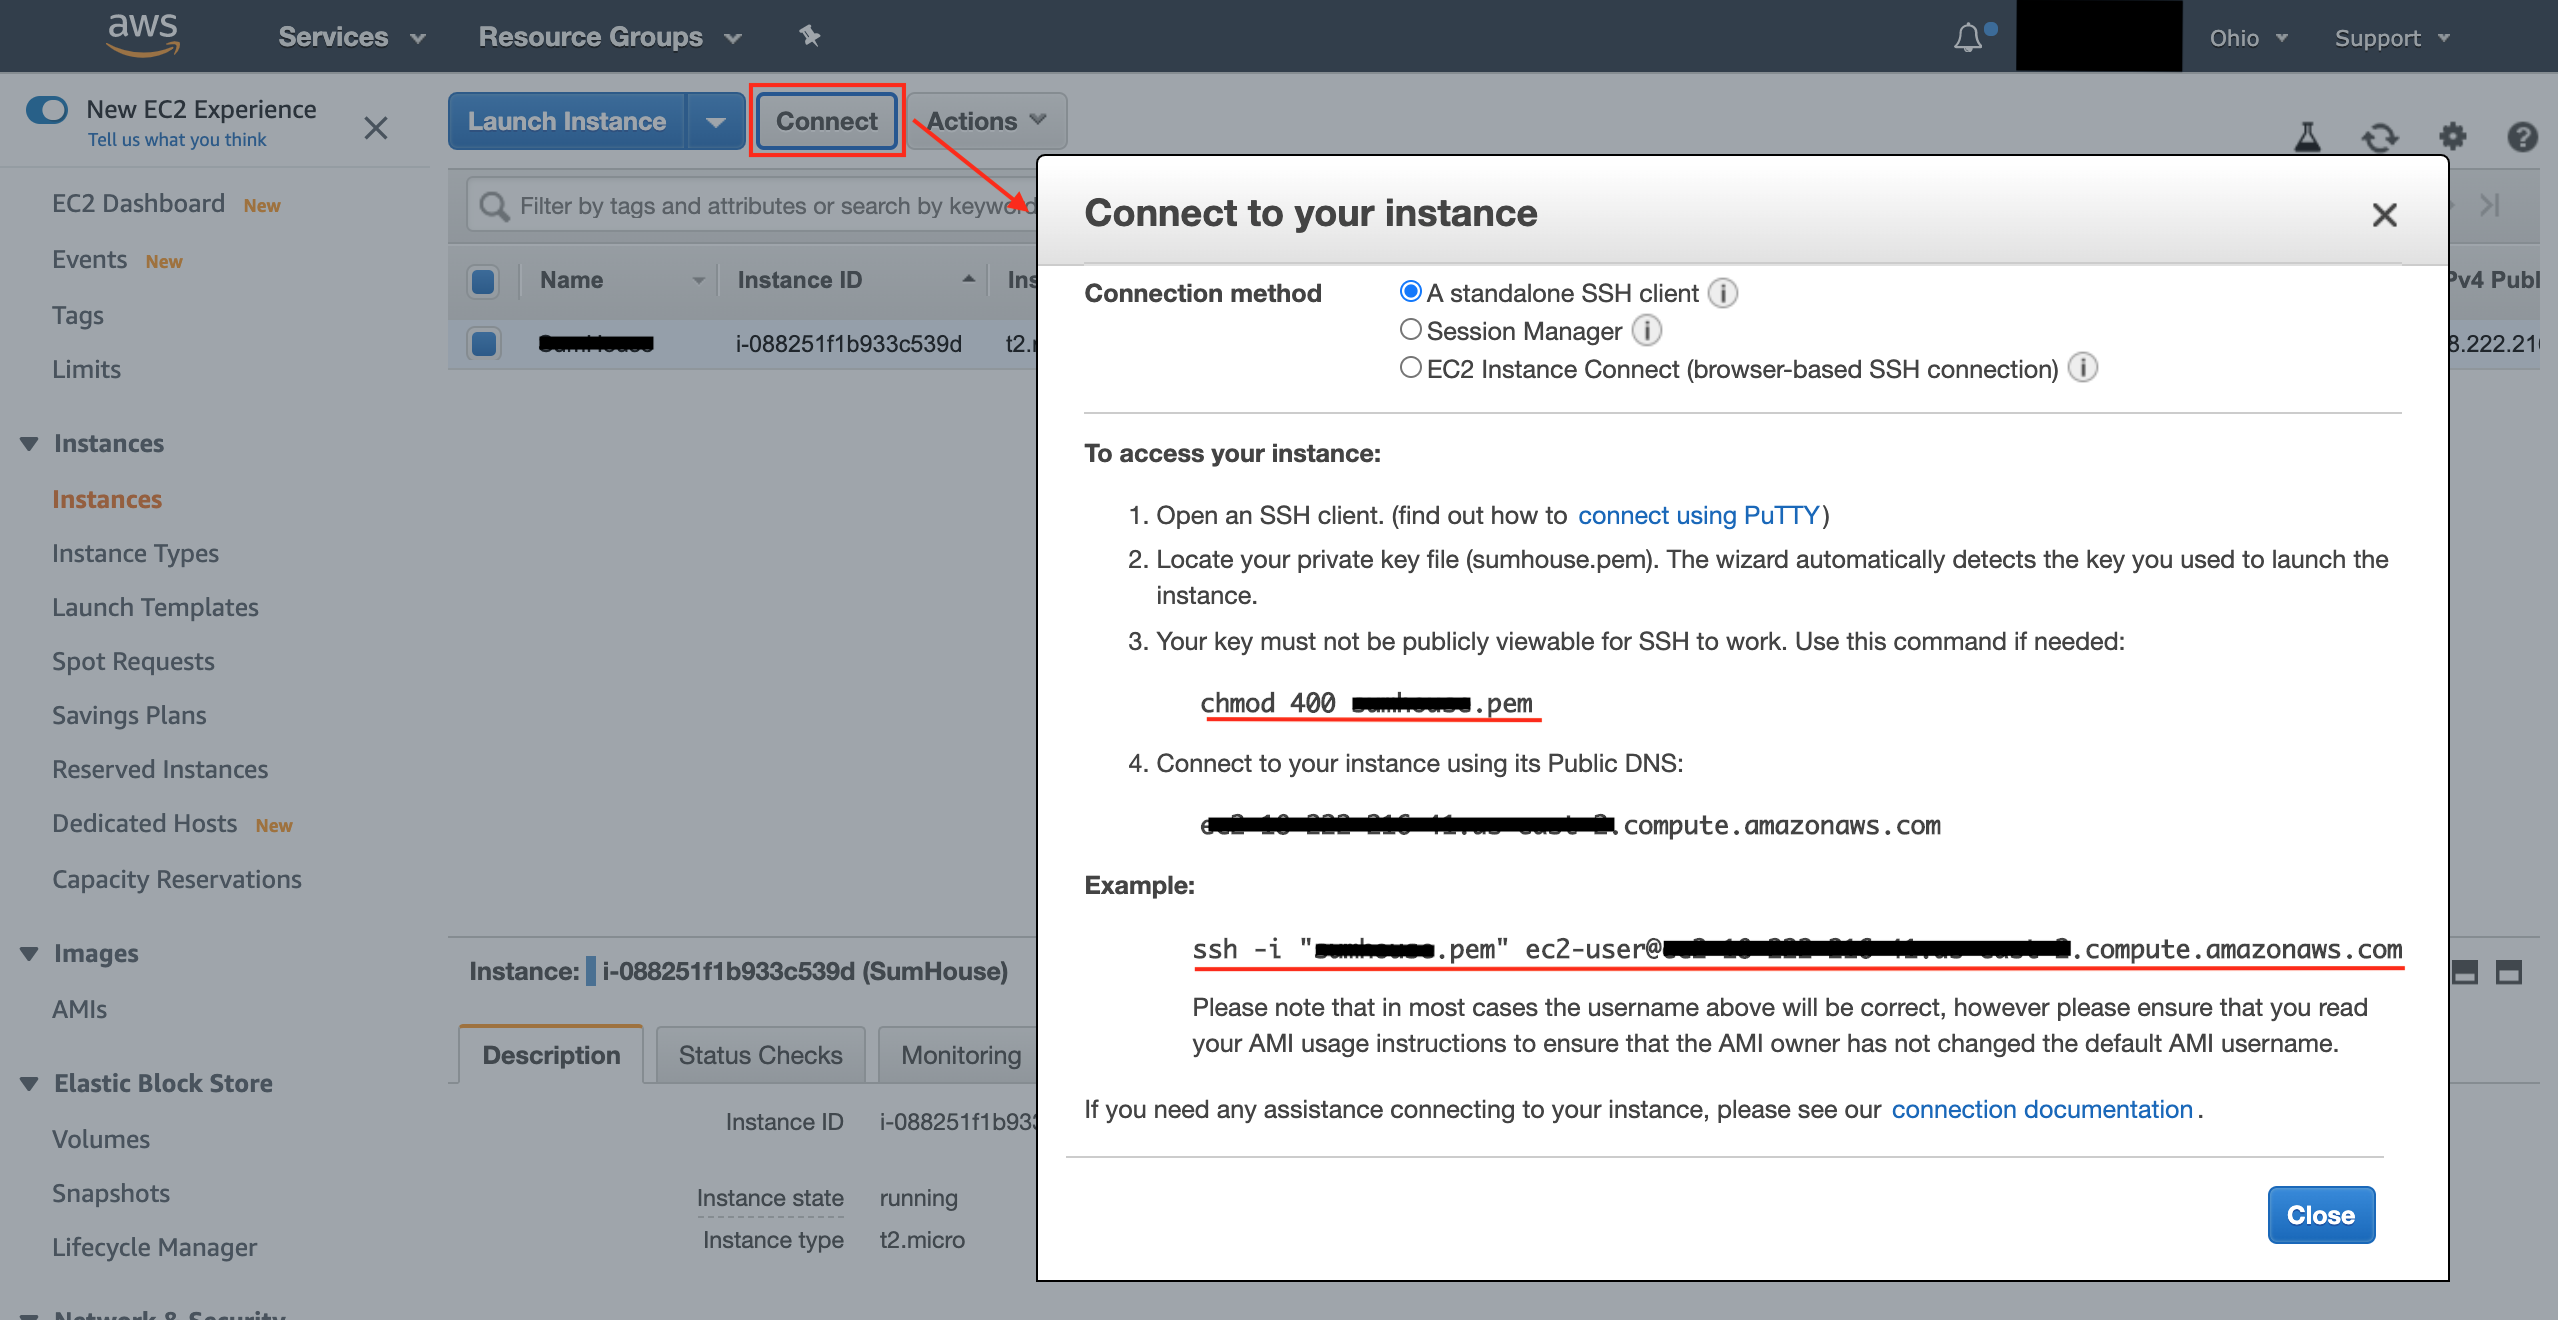 aws
Services
Resource Groups
Ohio
Support
New EC2 Experience
Tell us what you think
Launch Instance
Connect
Actions
EC2 Dashboard New
Events New
Tags
Limits
Instances
Instances
Instance Types
Launch Templates
Spot Requests
Savings Plans
Reserved Instances
Dedicated Hosts New
Capacity Reservations
Images
AMIs
Elastic Block Store
Volumes
Snapshots
Lifecycle Manager
Network & Security
Filter by tags and attributes or search by keyword
Name
Instance ID
Ins
Pv4 Publ
i-088251f1b933c539d
t2.
8.222.21
Connect to your instance
Connection method
A standalone SSH client
Session Manager
EC2 Instance Connect (browser-based SSH connection)
To access your instance:
1. Open an SSH client. (find out how to connect using PuTTY)
2. Locate your private key file (sumhouse.pem). The wizard automatically detects the key you used to launch the
instance.
3. Your key must not be publicly viewable for SSH to work. Use this command if needed:
chmod 400 .pem
4. Connect to your instance using its Public DNS:
.compute.amazonaws.com
Example:
ssh -i " .pem" ec2-user@ .compute.amazonaws.com
Please note that in most cases the username above will be correct, however please ensure that you read
your AMI usage instructions to ensure that the AMI owner has not changed the default AMI username.
If you need any assistance connecting to your instance, please see our connection documentation.
Close
Instance: i-088251f1b933c539d (SumHouse)
Description
Status Checks
Monitoring
Instance ID i-088251f1b933
Instance state running
Instance type t2.micro